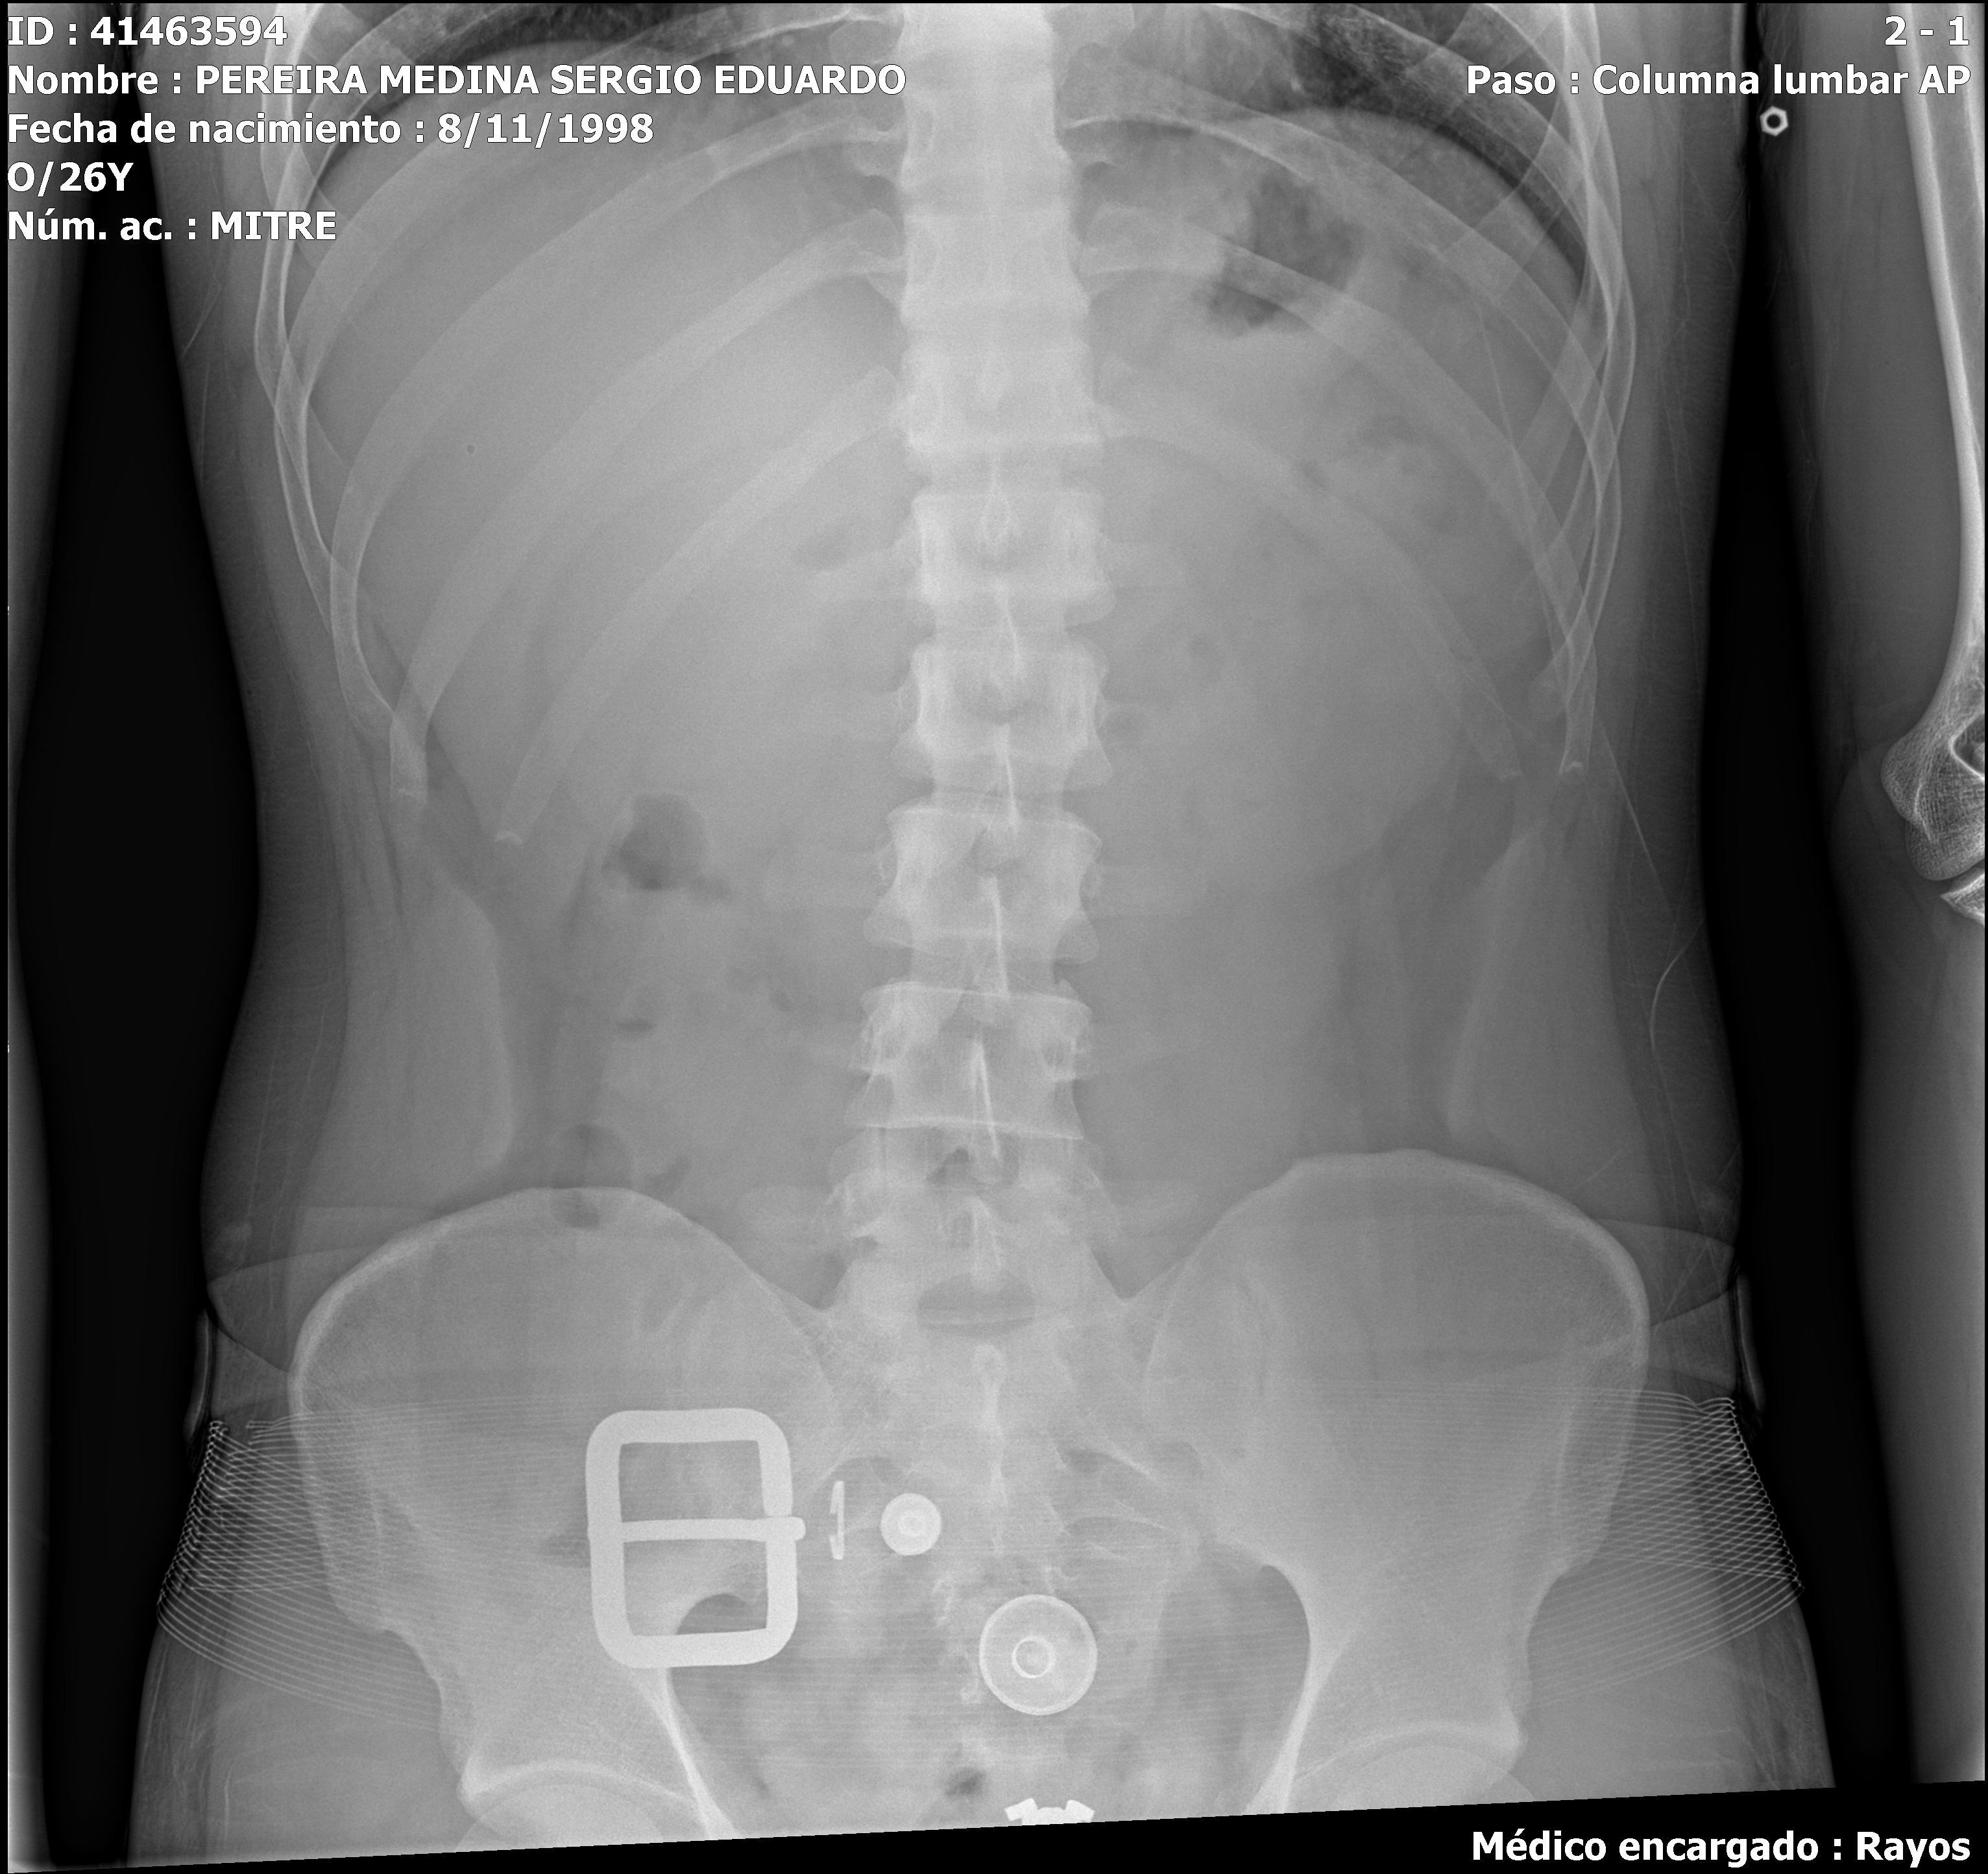 ID : 41463594
Nombre : PEREIRA MEDINA SERGIO EDUARDO
Fecha de nacimiento : 8/11/1998
O/26Y
Núm. ac. : MITRE
2 - 1
Paso : Columna lumbar AP
Médico encargado : Rayos